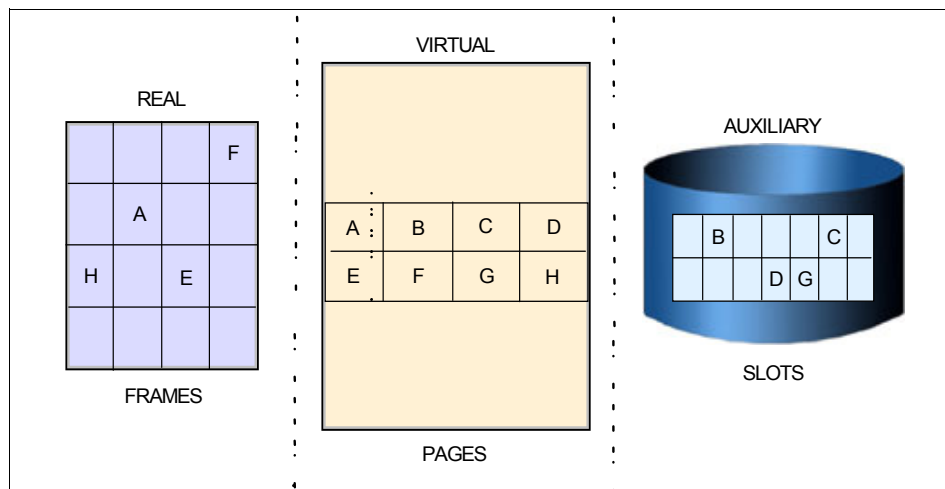 REAL
F
A
H E
FRAMES
VIRTUAL
A B C D
E F G H
PAGES
AUXILIARY
B C
D G
SLOTS